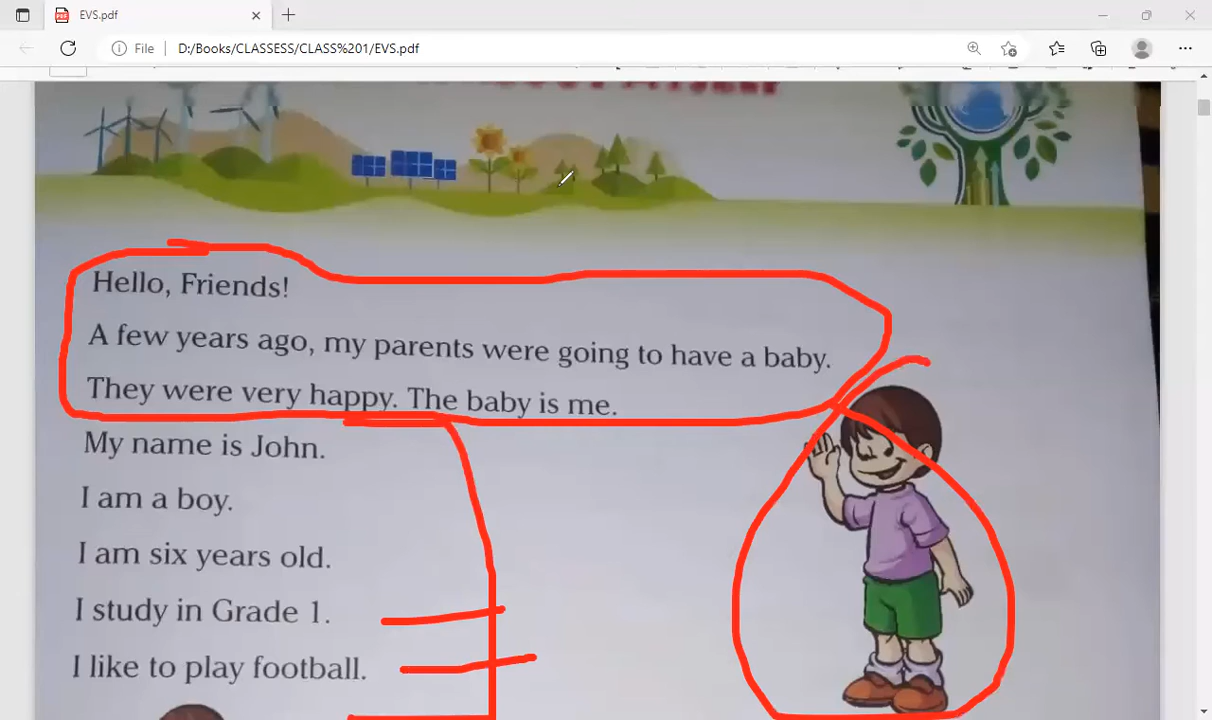 EVS.pdf
File
D:/Books/CLASSESS/CLASS%201/EVS.pdf
Hello, Friends!
A few years ago, my parents were going to have a baby.
They were very happy. The baby is me.
My name is John.
I am a boy.
I am six years old.
I study in Grade 1.
I like to play football.